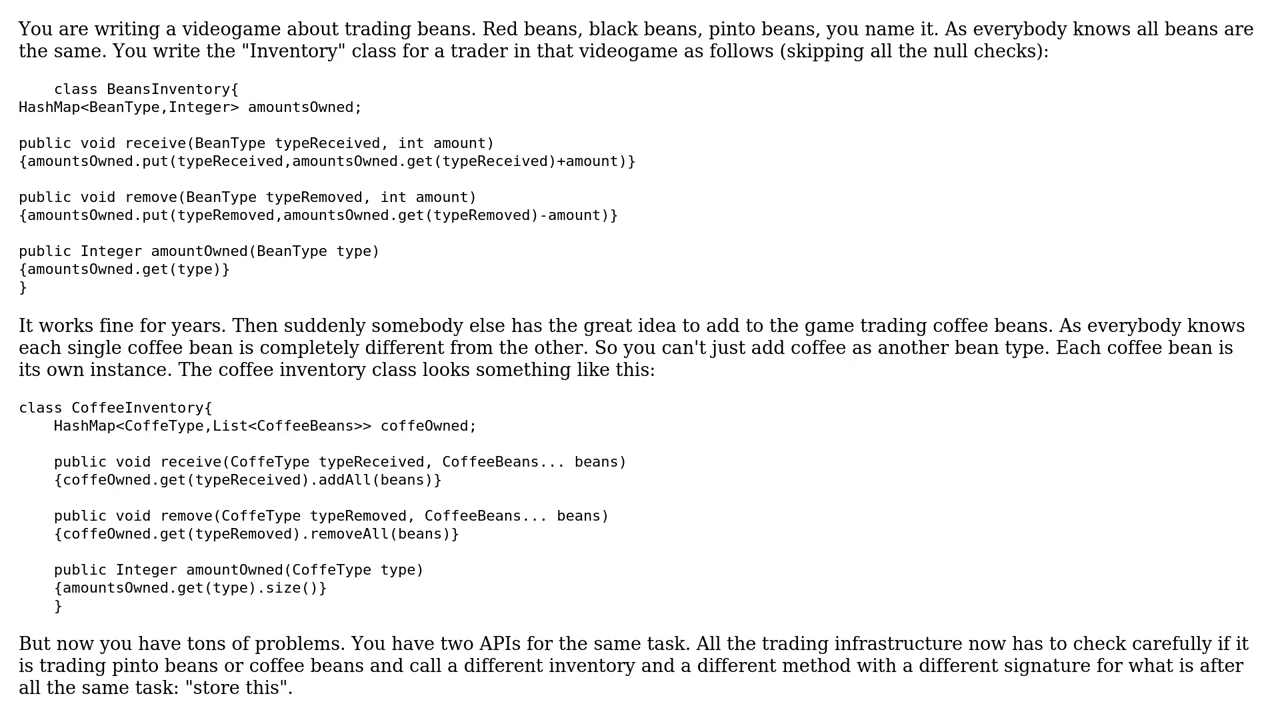 You are writing a videogame about trading beans. Red beans, black beans, pinto beans, you name it. As everybody knows all beans are
the same. You write the "Inventory" class for a trader in that videogame as follows (skipping all the null checks):
class BeansInventory{
HashMap<BeanType,Integer> amountsOwned;
public void receive(BeanType typeReceived, int amount)
{amountsOwned.put(typeReceived,amountsOwned.get(typeReceived)+amount)}
public void remove(BeanType typeRemoved, int amount)
{amountsOwned.put(typeRemoved,amountsOwned.get(typeRemoved)-amount)}
public Integer amountOwned(BeanType type)
{amountsOwned.get(type)}
}
It works fine for years. Then suddenly somebody else has the great idea to add to the game trading coffee beans. As everybody knows
each single coffee bean is completely different from the other. So you can't just add coffee as another bean type. Each coffee bean is
its own instance. The coffee inventory class looks something like this:
class CoffeeInventory{
HashMap<CoffeType,List<CoffeeBeans>> coffeOwned;
public void receive(CoffeType typeReceived, CoffeeBeans... beans)
{coffeOwned.get(typeReceived).addAll(beans)}
public void remove(CoffeType typeRemoved, CoffeeBeans... beans)
{coffeOwned.get(typeRemoved).removeAll(beans)}
public Integer amountOwned(CoffeType type)
{amountsOwned.get(type).size()}
}
But now you have tons of problems. You have two APIs for the same task. All the trading infrastructure now has to check carefully if it
is trading pinto beans or coffee beans and call a different inventory and a different method with a different signature for what is after
all the same task: "store this".